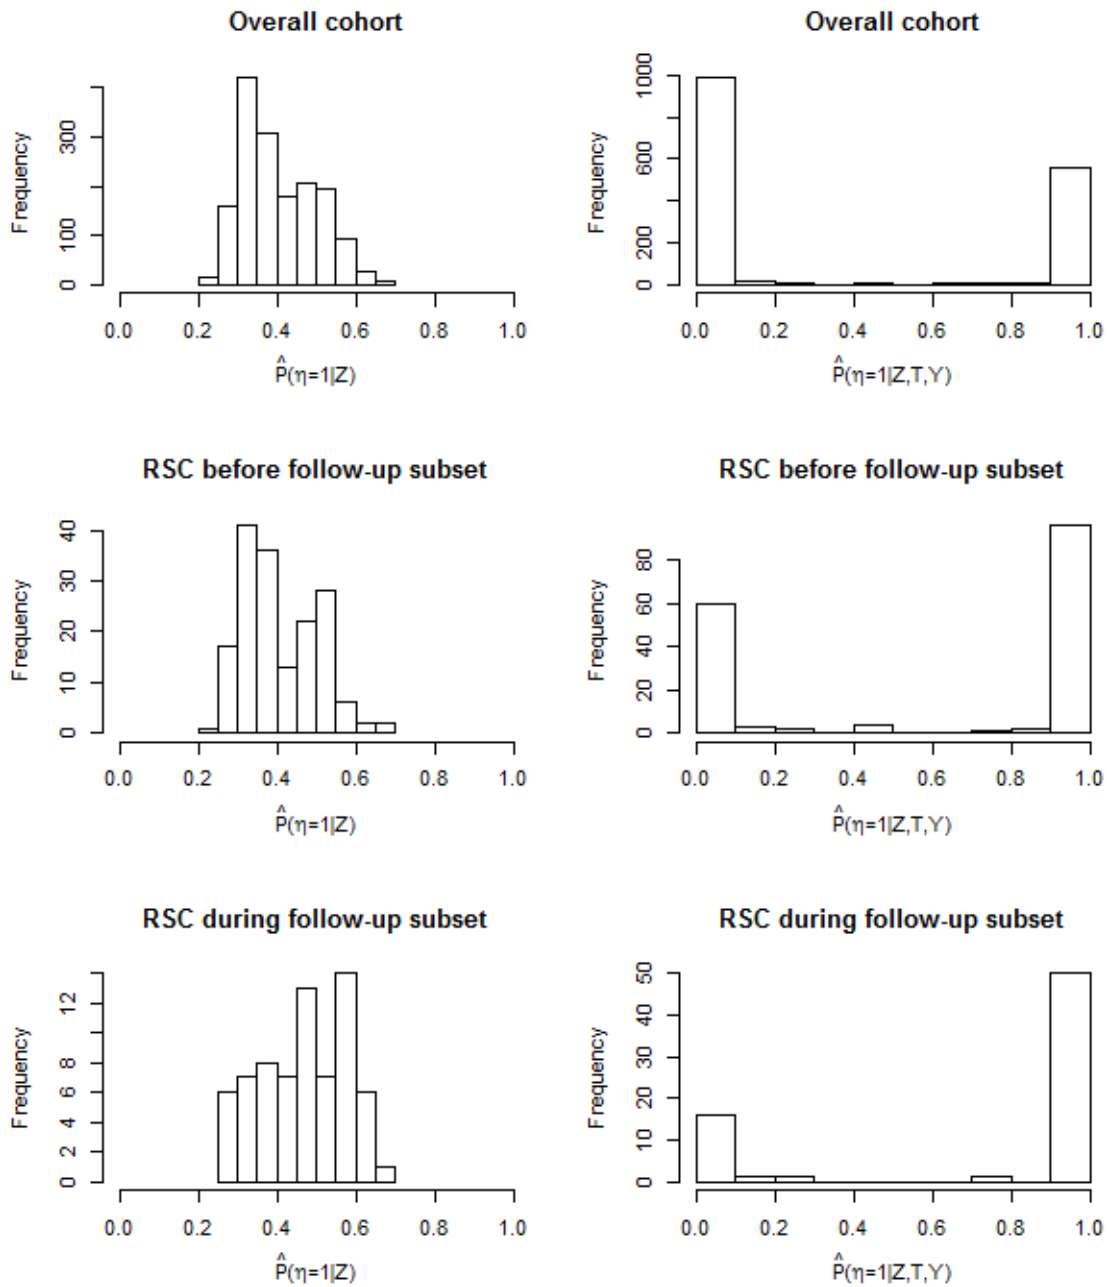 Overall cohort
Frequency
300
100
0
0.0 0.2 0.4 0.6 0.8 1.0
P̂(η=1|Z)
Overall cohort
Frequency
1000
600
200
0
0.0 0.2 0.4 0.6 0.8 1.0
P̂(η=1|Z,T,Y)
RSC before follow-up subset
Frequency
40
30
20
10
0
0.0 0.2 0.4 0.6 0.8 1.0
P̂(η=1|Z)
RSC before follow-up subset
Frequency
80
60
40
20
0
0.0 0.2 0.4 0.6 0.8 1.0
P̂(η=1|Z,T,Y)
RSC during follow-up subset
Frequency
12
8
6
4
2
0
0.0 0.2 0.4 0.6 0.8 1.0
P̂(η=1|Z)
RSC during follow-up subset
Frequency
50
40
30
20
10
0
0.0 0.2 0.4 0.6 0.8 1.0
P̂(η=1|Z,T,Y)